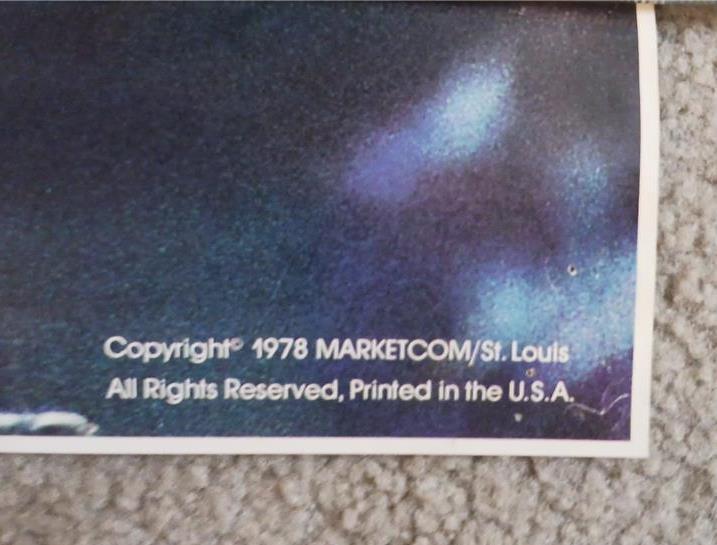 Copyright© 1978 MARKETCOM/St. Louis
All Rights Reserved, Printed in the U.S.A.